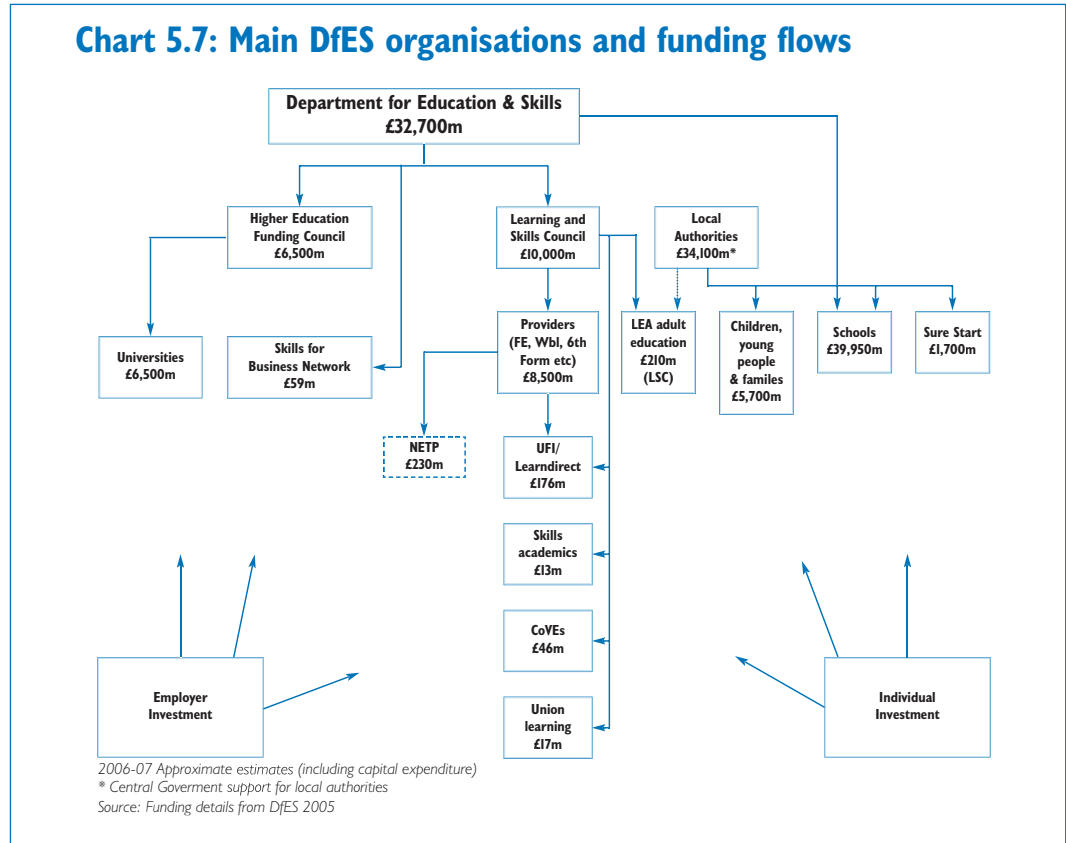 Chart 5.7: Main DfES organisations and funding flows
Department for Education & Skills
£32,700m
Higher Education
Funding Council
£6,500m
Learning and
Skills Council
£10,000m
Local
Authorities
£34,100m*
Universities
£6,500m
Skills for
Business Network
£59m
Providers
(FE, Wbl, 6th
Form etc)
£8,500m
LEA adult
education
£210m
(LSC)
Children,
young
people
& familes
£5,700m
Schools
£39,950m
Sure Start
£1,700m
NETP
£230m
UFI/
Learndirect
£176m
Skills
academics
£13m
CoVEs
£46m
Union
learning
£17m
Employer
Investment
Individual
Investment
2006-07 Approximate estimates (including capital expenditure)
* Central Goverment support for local authorities
Source: Funding details from DfES 2005